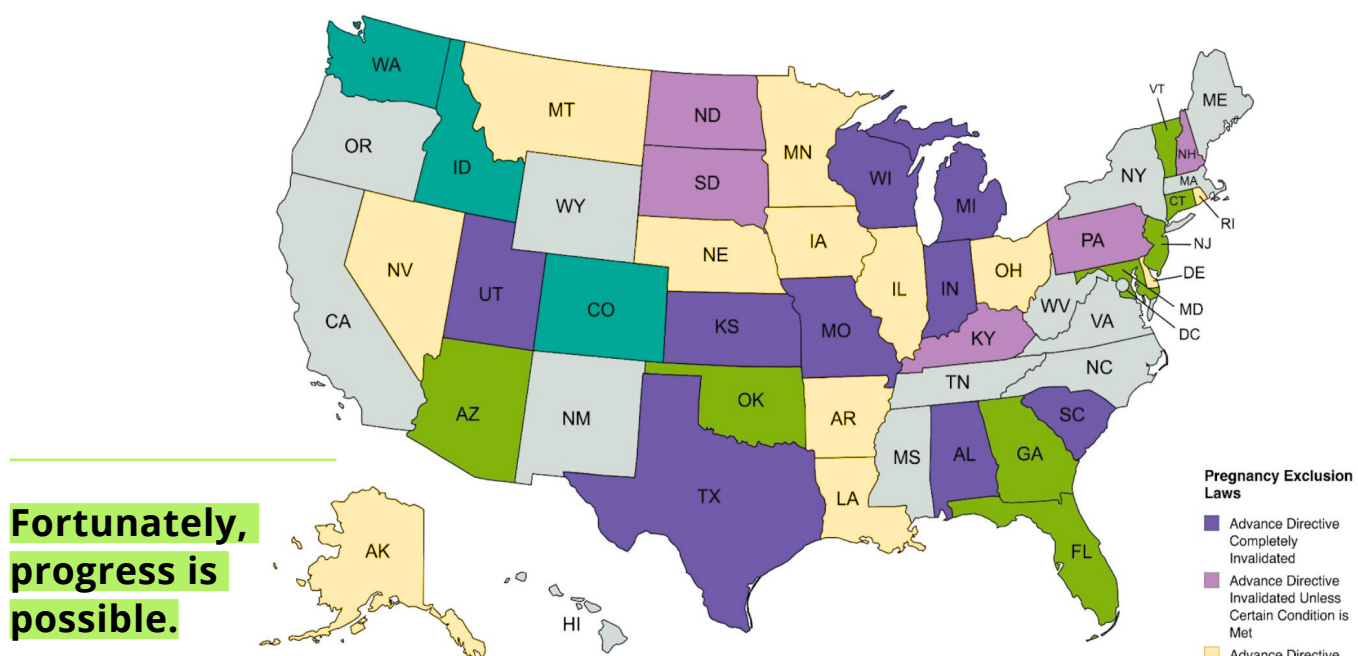 WA
MT
ND
MN
VT
ME
OR
ID
SD
WI
MI
NH
NY
MA
CT
RI
WY
NE
IA
PA
NJ
NV
UT
CO
IL
IN
OH
DE
MD
DC
WV
VA
CA
KS
MO
KY
NC
TN
AZ
NM
OK
AR
SC
MS
AL
GA
TX
LA
FL
AK
HI
Fortunately,
progress is
possible.
Pregnancy Exclusion
Laws
Advance Directive
Completely
Invalidated
Advance Directive
Invalidated Unless
Certain Condition is
Met
Advance Directive